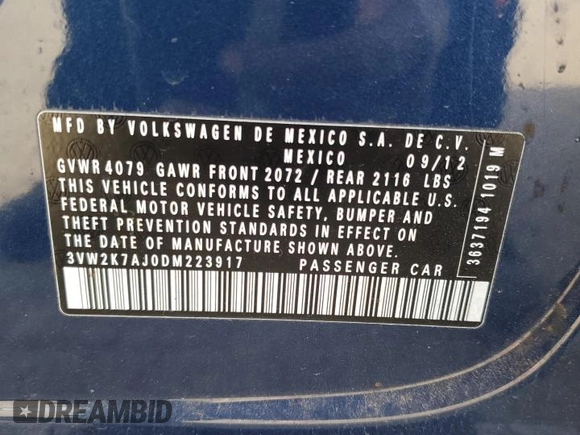 MFD BY VOLKSWAGEN DE MEXICO S.A. DE C.V.
MEXICO 09/12
GVWR 4079 GAWR FRONT 2072 / REAR 2116 LBS
THIS VEHICLE CONFORMS TO ALL APPLICABLE U.S.
FEDERAL MOTOR VEHICLE SAFETY, BUMPER AND
THEFT PREVENTION STANDARDS IN EFFECT ON
THE DATE OF MANUFACTURE SHOWN ABOVE.
3VW2K7AJ0DM223917 PASSENGER CAR
3637194 1019 M
DREAMBID